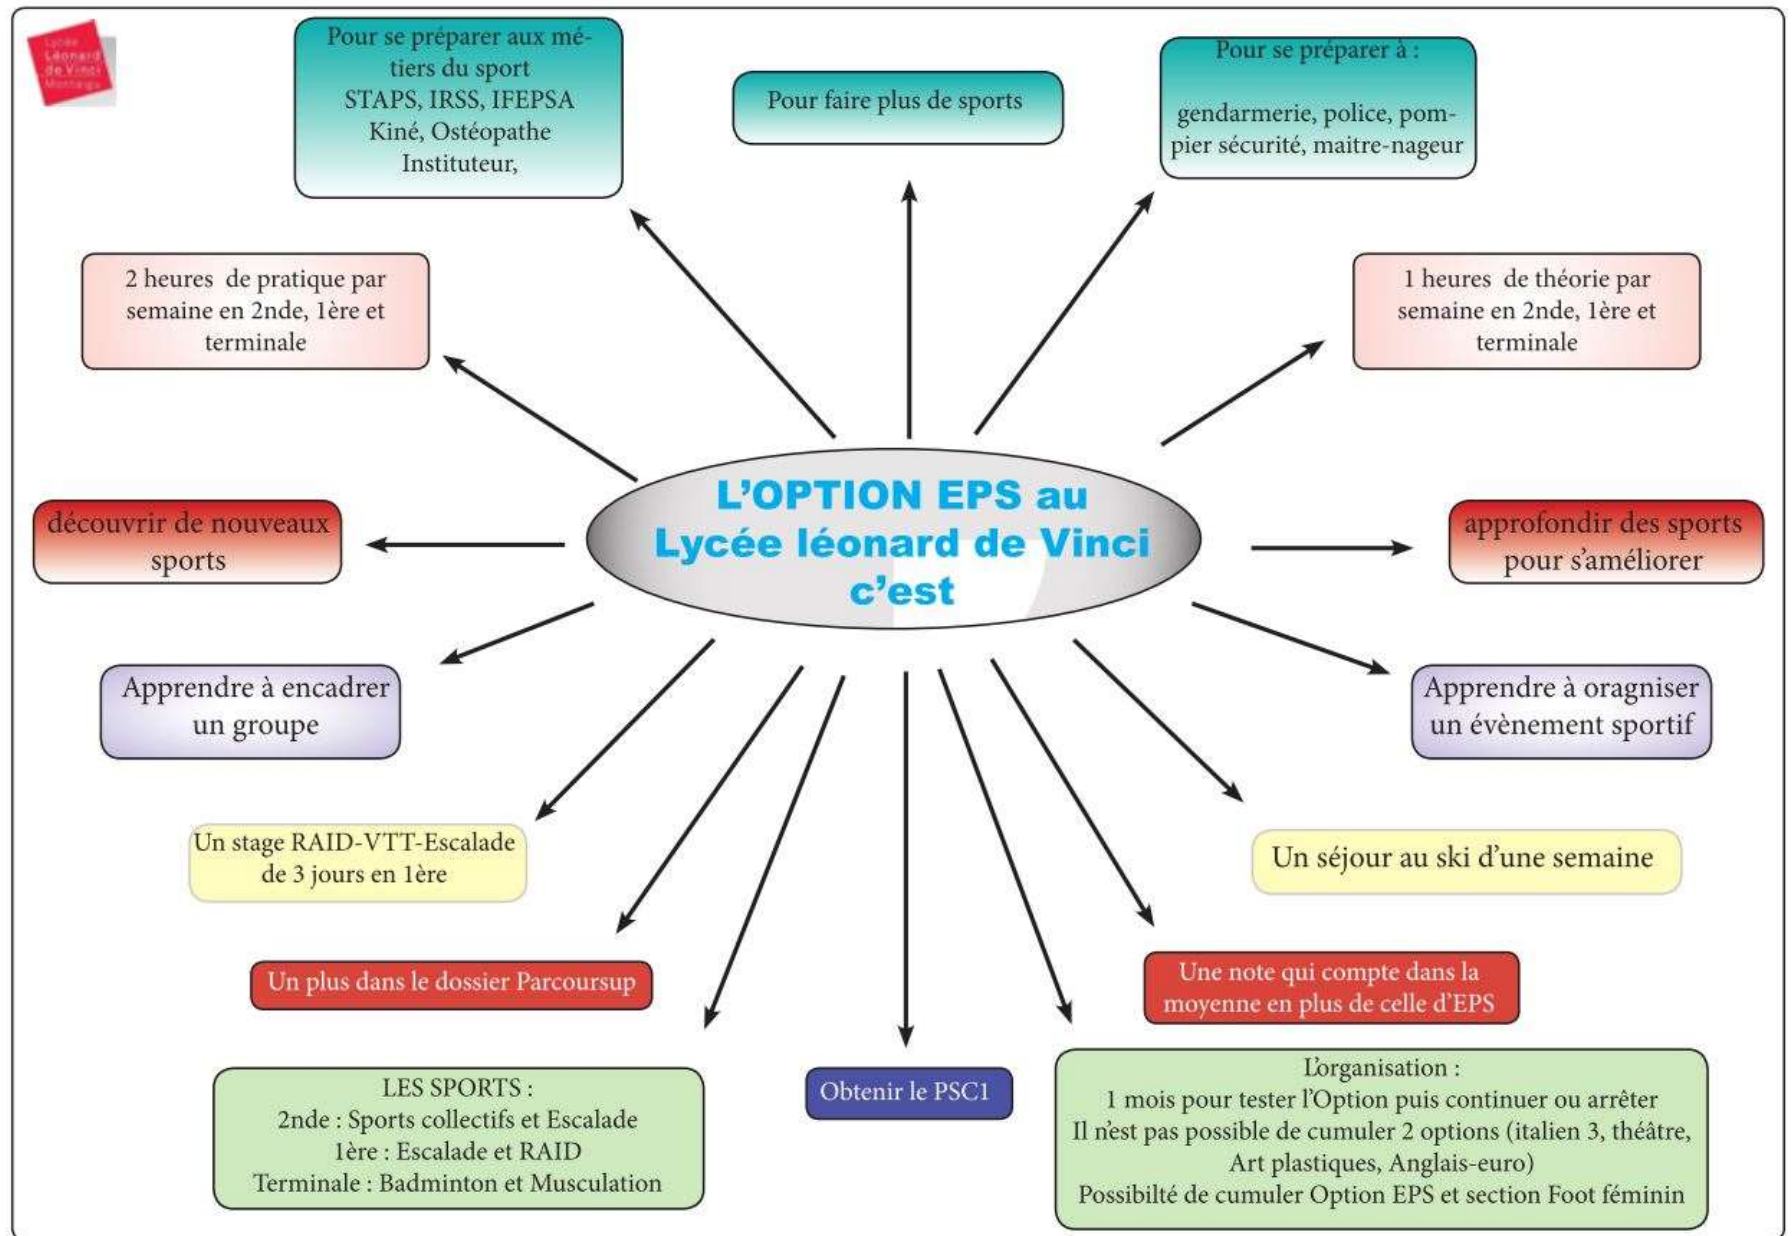 Lycée
Léonard
de Vinci
Montaigu
Pour se préparer aux mé-
tiers du sport
STAPS, IRSS, IFEPSA
Kiné, Ostéopathe
Instituteur,
Pour faire plus de sports
Pour se préparer à :
gendarmerie, police, pom-
pier sécurité, maitre-nageur
2 heures de pratique par
semaine en 2nde, 1ère et
terminale
1 heures de théorie par
semaine en 2nde, 1ère et
terminale
L'OPTION EPS au
Lycée léonard de Vinci
c'est
découvrir de nouveaux
sports
approfondir des sports
pour s'améliorer
Apprendre à encadrer
un groupe
Apprendre à oragniser
un évènement sportif
Un stage RAID-VTT-Escalade
de 3 jours en 1ère
Un séjour au ski d'une semaine
Un plus dans le dossier Parcoursup
Une note qui compte dans la
moyenne en plus de celle d'EPS
LES SPORTS :
2nde : Sports collectifs et Escalade
1ère : Escalade et RAID
Terminale : Badminton et Musculation
Obtenir le PSC1
L'organisation :
1 mois pour tester l'Option puis continuer ou arrêter
Il n'est pas possible de cumuler 2 options (italien 3, théâtre,
Art plastiques, Anglais-euro)
Possibilté de cumuler Option EPS et section Foot féminin